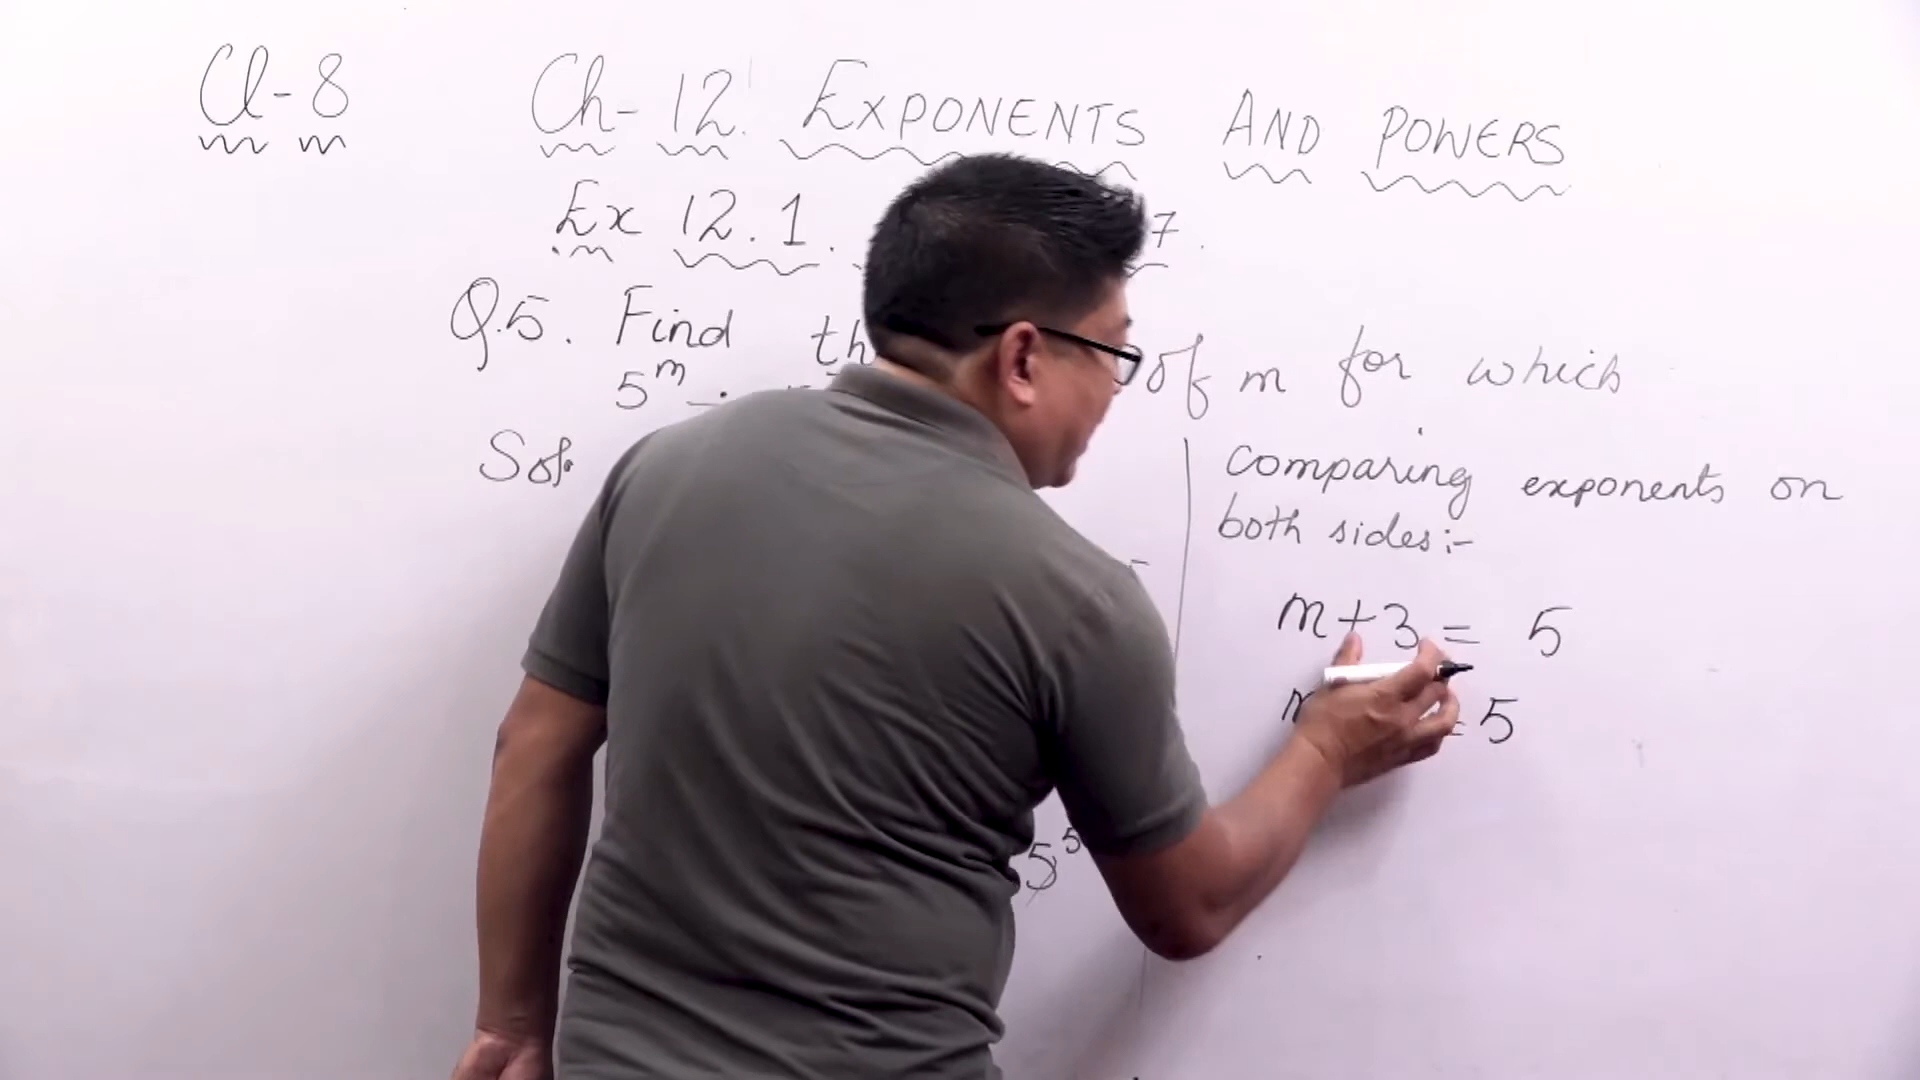 Cl-8
Ch-12. EXPONENTS AND POWERS
Ex 12.1. 7.
Q.5. Find of m for which
5^m ÷
Sol.
comparing exponents on
both sides:-
m+3 = 5
= 5
5^5